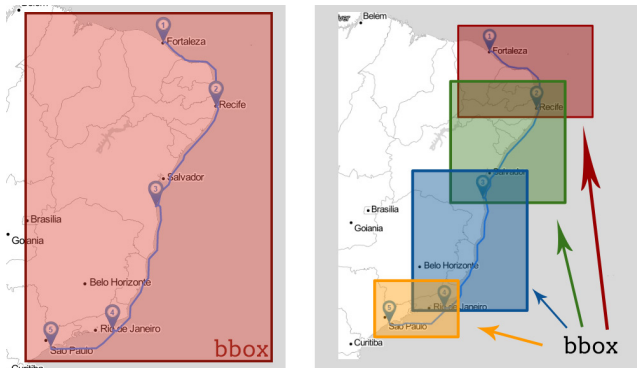 Fortaleza
Recife
Salvador
Brasilia
Goiania
Belo Horizonte
Rio de Janeiro
Sao Paulo
bbox
Belem
Fortaleza
Recife
Salvador
Brasilia
Goiania
Belo Horizonte
Rio de Janeiro
Sao Paulo
Curitiba
bbox